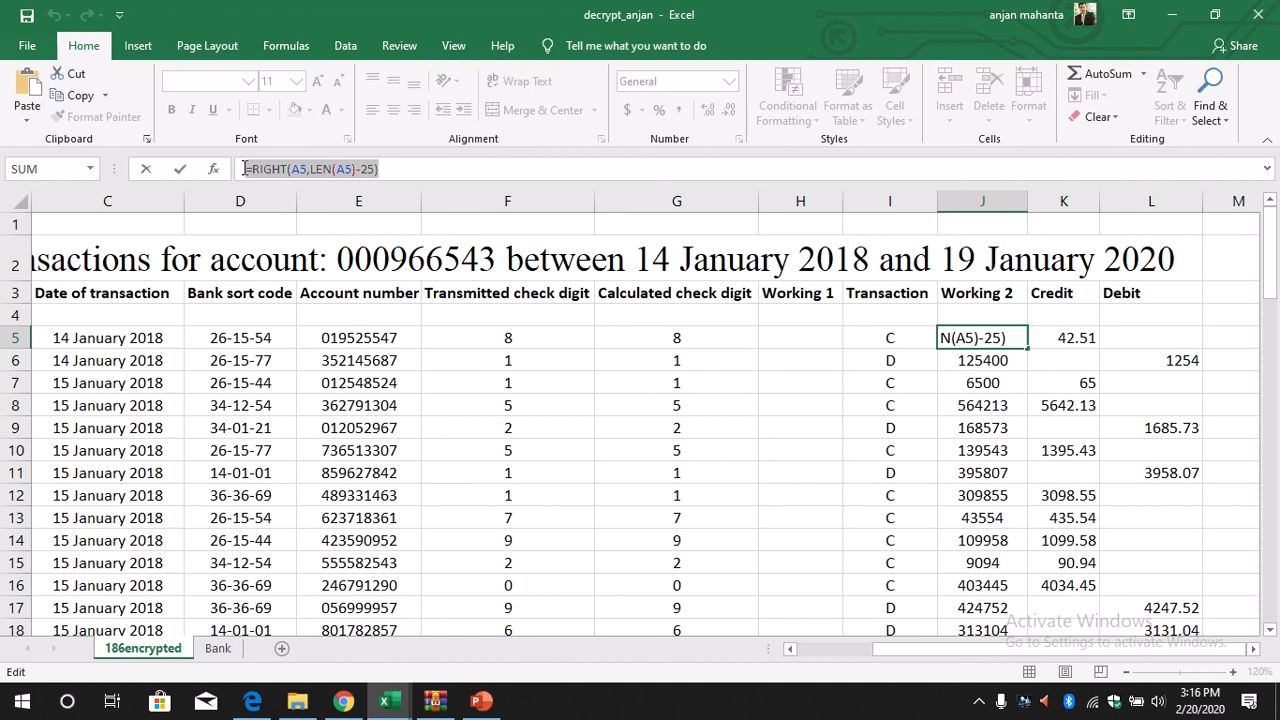 decrypt_anjan - Excel
anjan mahanta
File Home Insert Page Layout Formulas Data Review View Help Tell me what you want to do Share
Paste
Cut
Copy
Format Painter
Clipboard
11 A A
B I U A
Font
Wrap Text
Merge & Center
Alignment
General
$ % ,
Number
Conditional Formatting
Format as Table
Cell Styles
Styles
Insert Delete Format
Cells
AutoSum
Fill
Clear
Sort & Filter
Find & Select
Editing
SUM fx =RIGHT(A5,LEN(A5)-25)
C D E F G H I J K L M
1
2 nsactions for account: 000966543 between 14 January 2018 and 19 January 2020
3 Date of transaction Bank sort code Account number Transmitted check digit Calculated check digit Working 1 Transaction Working 2 Credit Debit
4
5 14 January 2018 26-15-54 019525547 8 8 C N(A5)-25) 42.51
6 14 January 2018 26-15-77 352145687 1 1 D 125400 1254
7 15 January 2018 26-15-44 012548524 1 1 C 6500 65
8 15 January 2018 34-12-54 362791304 5 5 C 564213 5642.13
9 15 January 2018 34-01-21 012052967 2 2 D 168573 1685.73
10 15 January 2018 26-15-77 736513307 5 5 C 139543 1395.43
11 15 January 2018 14-01-01 859627842 1 1 D 395807 3958.07
12 15 January 2018 36-36-69 489331463 1 1 C 309855 3098.55
13 15 January 2018 26-15-54 623718361 7 7 C 43554 435.54
14 15 January 2018 26-15-44 423590952 9 9 C 109958 1099.58
15 15 January 2018 34-12-54 555582543 2 2 C 9094 90.94
16 15 January 2018 36-36-69 246791290 0 0 C 403445 4034.45
17 15 January 2018 36-36-69 056999957 9 9 D 424752 4247.52
18 15 January 2018 14-01-01 801782857 6 6 D 313104 3131.04
Activate Windows
Go to Settings to activate Windows.
186encrypted Bank
Edit 120%
3:16 PM
2/20/2020